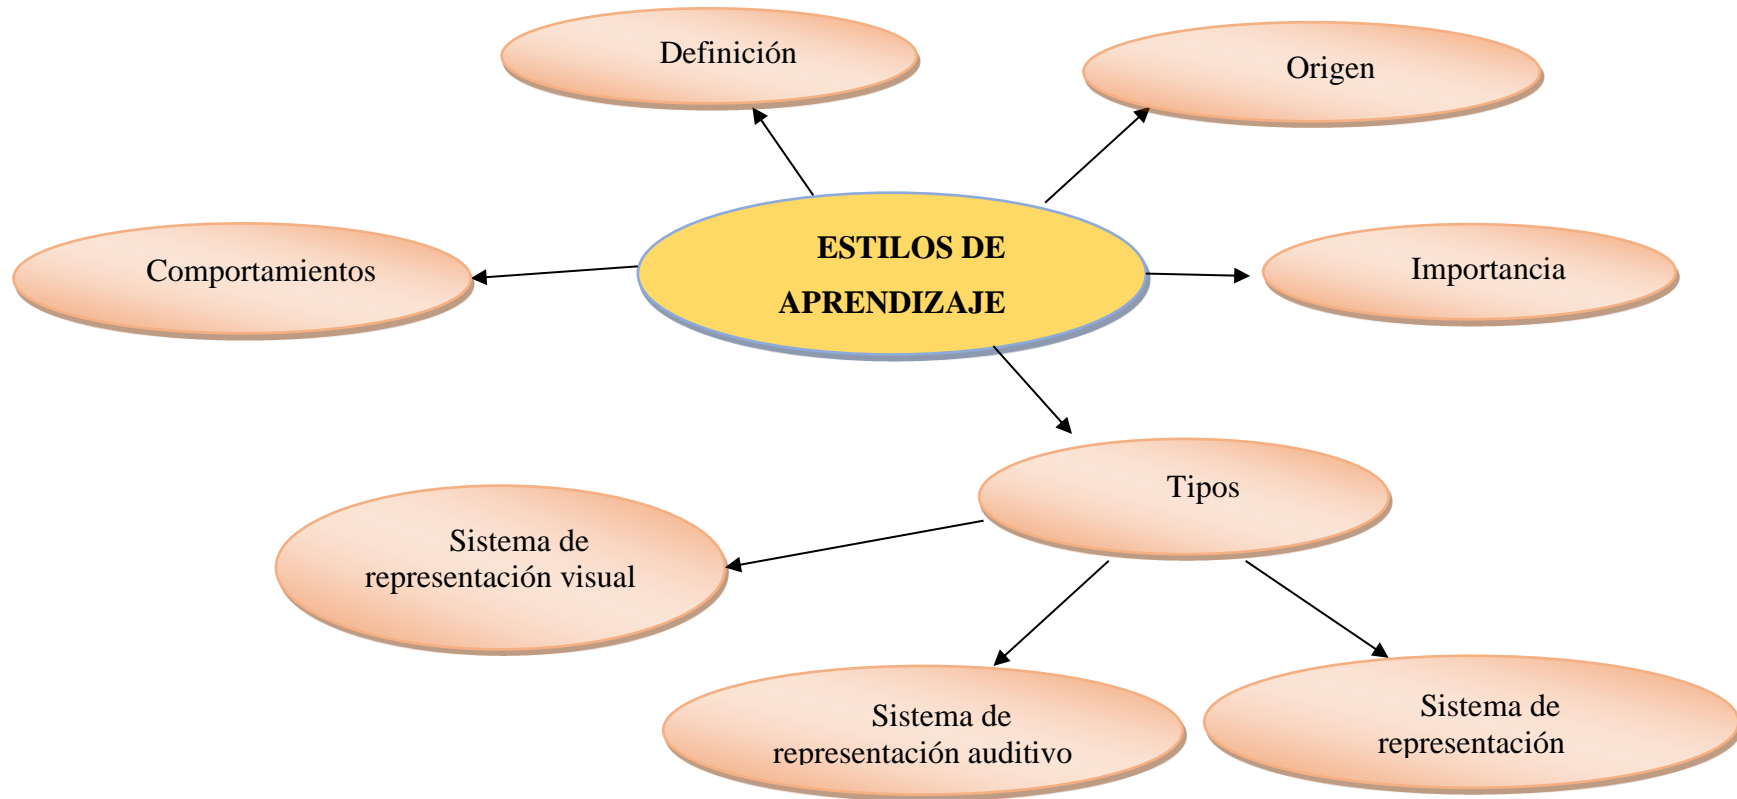 Definición
Origen
ESTILOS DE
APRENDIZAJE
Comportamientos
Importancia
Tipos
Sistema de
representación visual
Sistema de
representación auditivo
Sistema de
representación